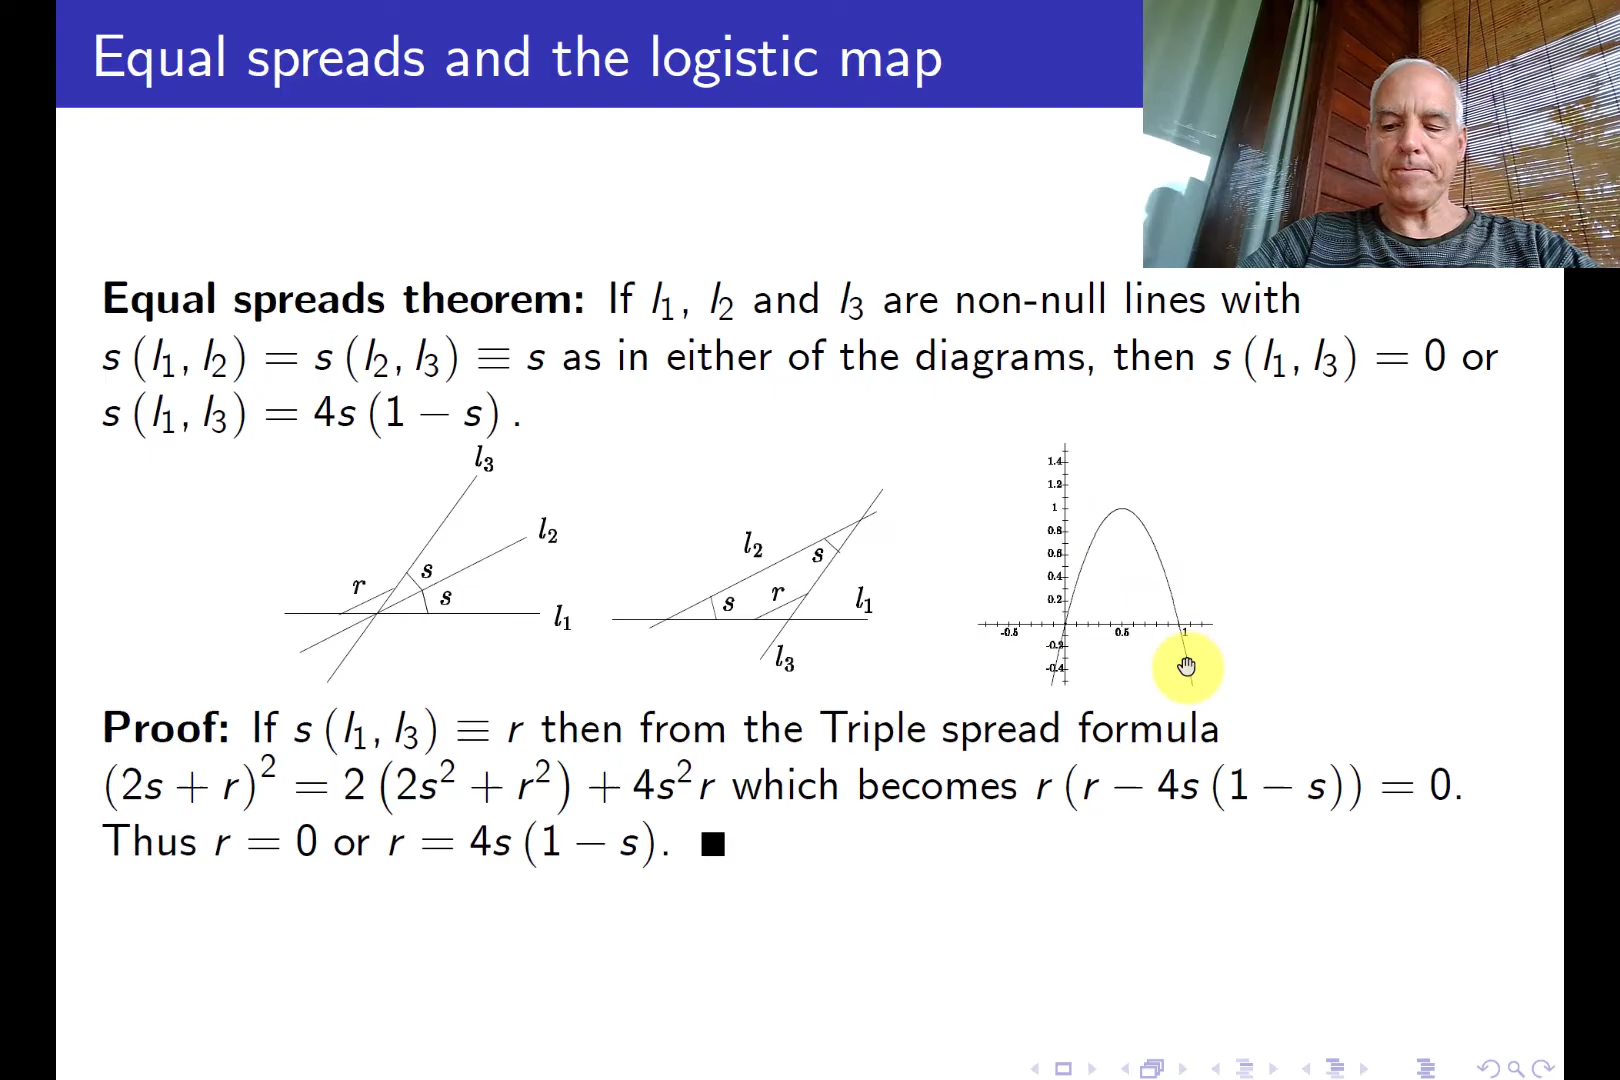 Equal spreads and the logistic map
Equal spreads theorem: If l₁, l₂ and l₃ are non-null lines with
s (l₁, l₂) = s (l₂, l₃) ≡ s as in either of the diagrams, then s (l₁, l₃) = 0 or
s (l₁, l₃) = 4s (1 − s) .
l₃
l₂
s
r
s
l₁
l₂
s
s
r
l₁
l₃
1.4
1.2
1
0.8
0.6
0.4
0.2
-0.5
0.5
1
-0.2
-0.4
Proof: If s (l₁, l₃) ≡ r then from the Triple spread formula
(2s + r)² = 2 (2s² + r²) + 4s²r which becomes r (r − 4s (1 − s)) = 0.
Thus r = 0 or r = 4s (1 − s). ■